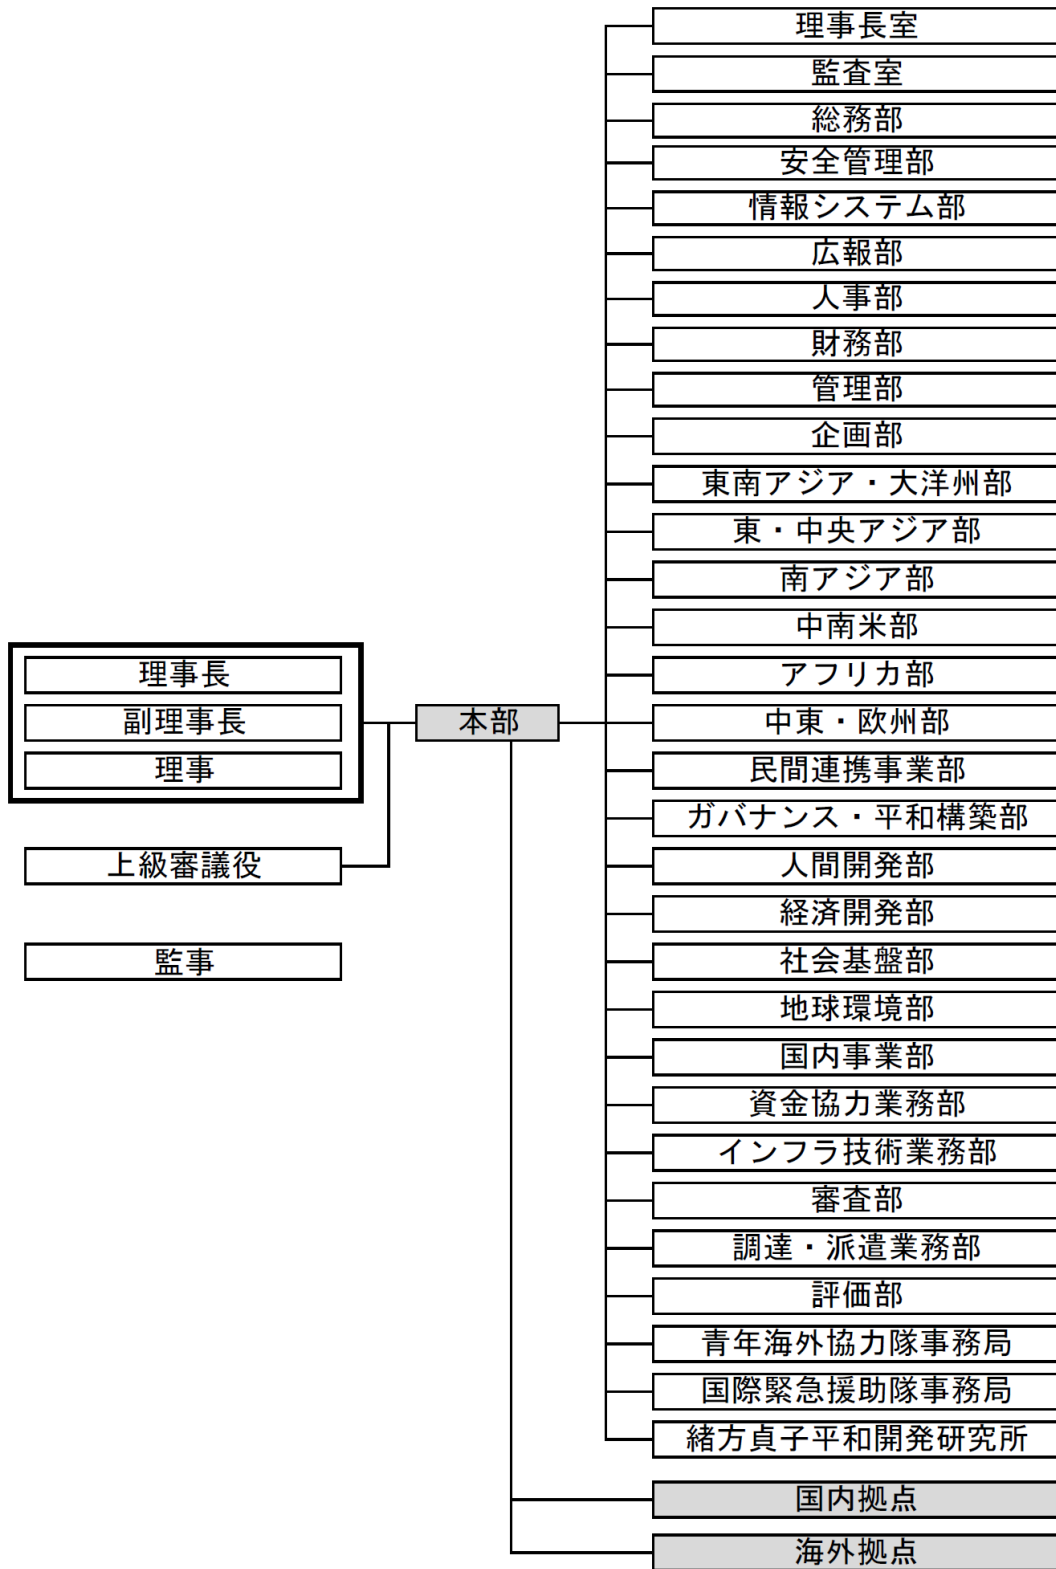 理事長
副理事長
理事
上級審議役
監事
本部
理事長室
監査室
総務部
安全管理部
情報システム部
広報部
人事部
財務部
管理部
企画部
東南アジア・大洋州部
東・中央アジア部
南アジア部
中南米部
アフリカ部
中東・欧州部
民間連携事業部
ガバナンス・平和構築部
人間開発部
経済開発部
社会基盤部
地球環境部
国内事業部
資金協力業務部
インフラ技術業務部
審査部
調達・派遣業務部
評価部
青年海外協力隊事務局
国際緊急援助隊事務局
緒方貞子平和開発研究所
国内拠点
海外拠点